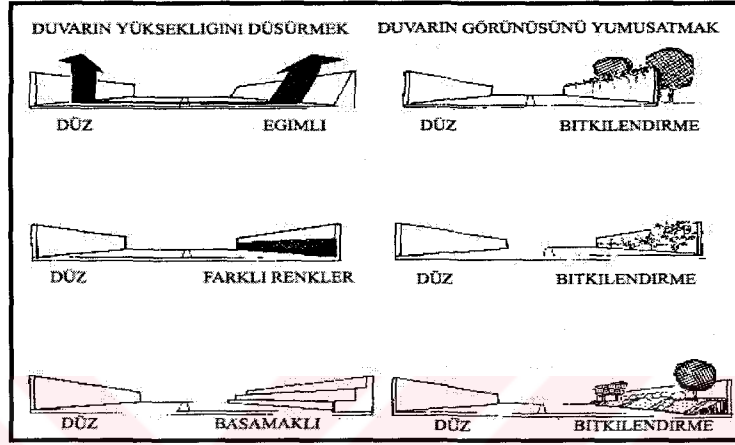 DUVARIN YÜKSEKLIGINI DÜSÜRMEK DUVARIN GÖRÜNÜSÜNÜ YUMUSATMAK
DÜZ EGIMLI DÜZ BITKILENDIRME
DÜZ FARKLI RENKLER DÜZ BITKILENDIRME
DÜZ BASAMAKLI DÜZ BITKILENDIRME